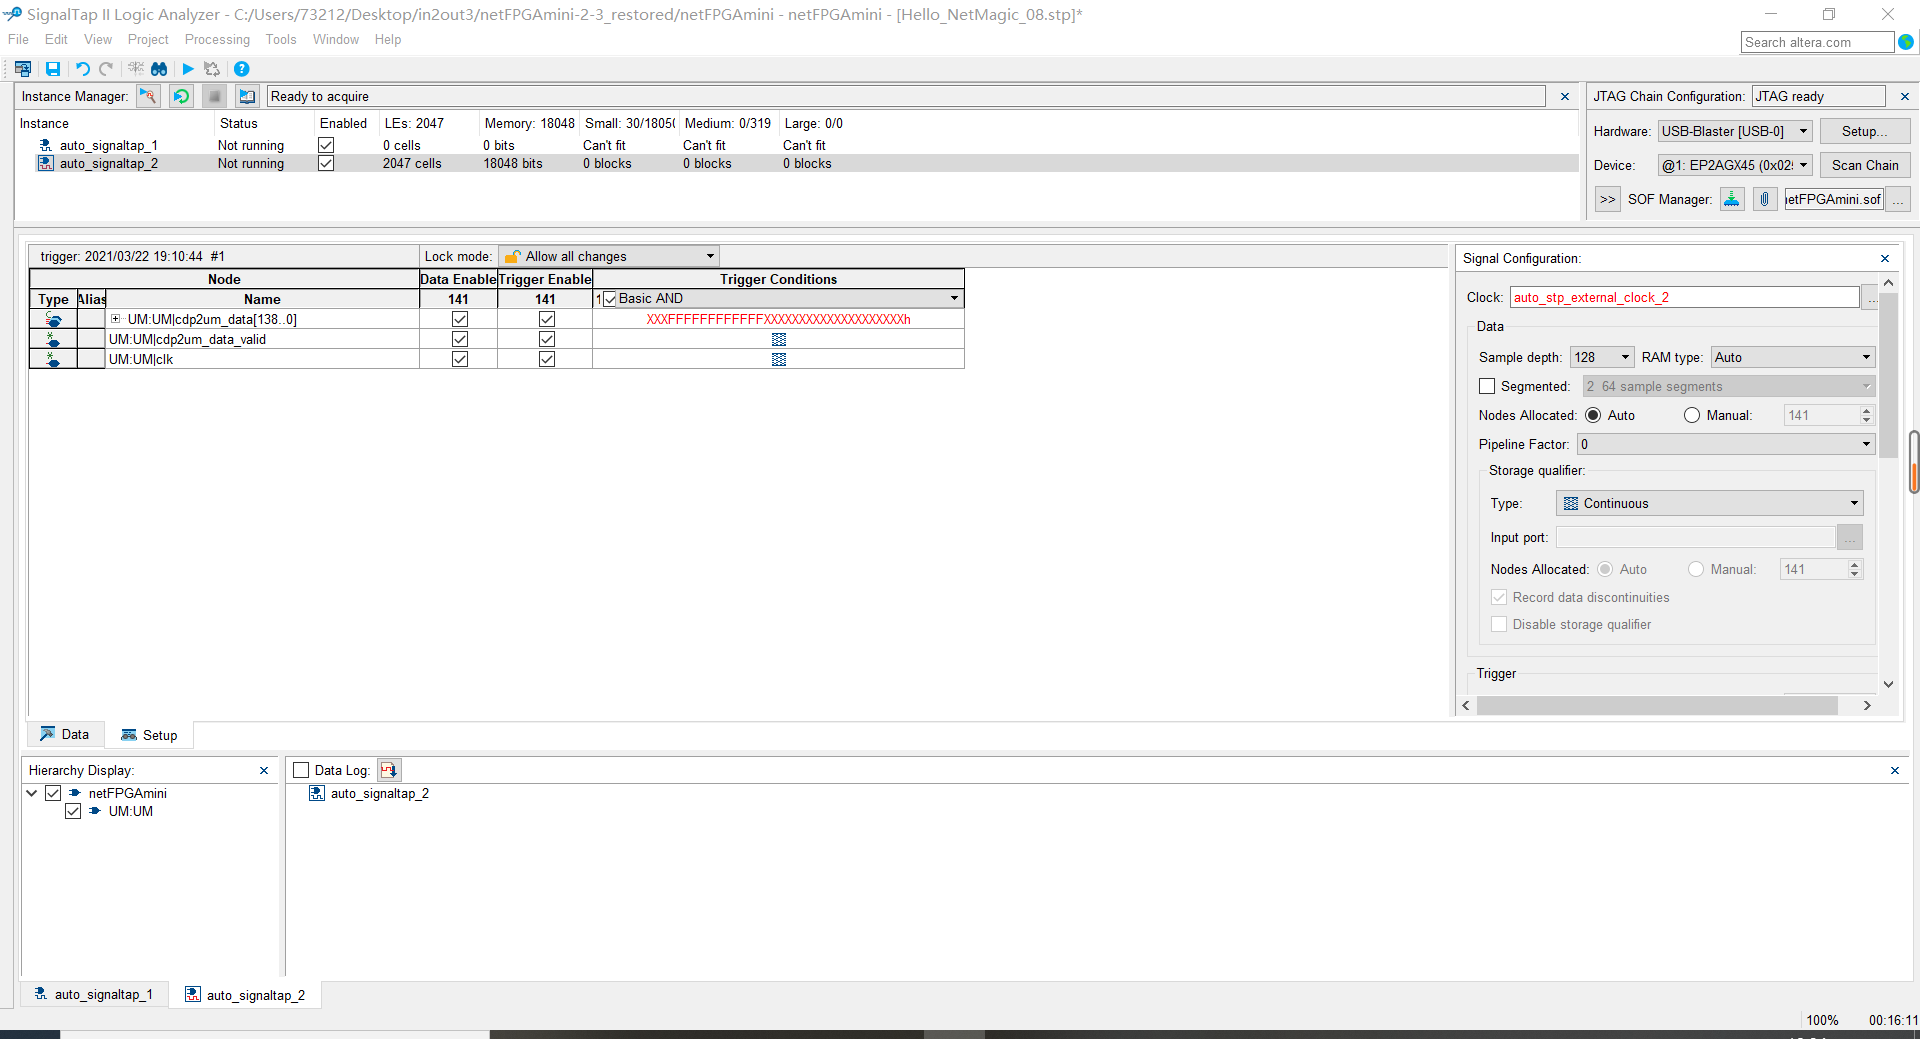 SignalTap II Logic Analyzer - C:/Users/73212/Desktop/in2out3/netFPGAmini-2-3_restored/netFPGAmini - netFPGAmini - [Hello_NetMagic_08.stp]*
File Edit View Project Processing Tools Window Help
Search altera.com
Instance Manager: Ready to acquire
Instance Status Enabled LEs: 2047 Memory: 18048 Small: 30/1805( Medium: 0/319 Large: 0/0
auto_signaltap_1 Not running 0 cells 0 bits Can't fit Can't fit Can't fit
auto_signaltap_2 Not running 2047 cells 18048 bits 0 blocks 0 blocks 0 blocks
JTAG Chain Configuration: JTAG ready
Hardware: USB-Blaster [USB-0] Setup...
Device: @1: EP2AGX45 (0x02 Scan Chain
>> SOF Manager: etFPGAmini.sof ...
trigger: 2021/03/22 19:10:44 #1 Lock mode: Allow all changes
Node Data Enable Trigger Enable Trigger Conditions
Type Alias Name 141 141 1 Basic AND
UM:UM|cdp2um_data[138..0] XXXFFFFFFFFFFFFXXXXXXXXXXXXXXXXXXXXh
UM:UM|cdp2um_data_valid
UM:UM|clk
Signal Configuration:
Clock: auto_stp_external_clock_2 ...
Data
Sample depth: 128 RAM type: Auto
Segmented: 2 64 sample segments
Nodes Allocated: Auto Manual: 141
Pipeline Factor: 0
Storage qualifier:
Type: Continuous
Input port: ...
Nodes Allocated: Auto Manual: 141
Record data discontinuities
Disable storage qualifier
Trigger
Data Setup
Hierarchy Display:
netFPGAmini
UM:UM
Data Log:
auto_signaltap_2
auto_signaltap_1 auto_signaltap_2
100% 00:16:11